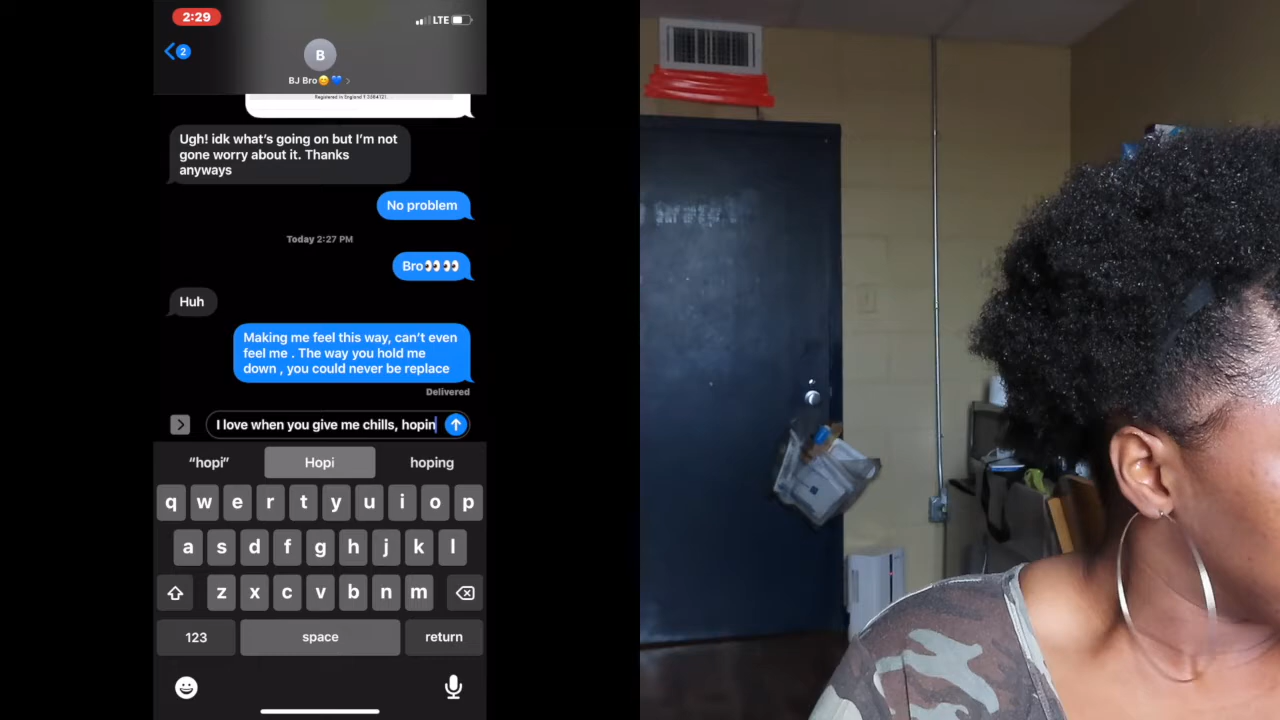 2:29
LTE
2
B
BJ Bro😊💙 >
Registered in England
Ugh! idk what's going on but I'm not
gone worry about it. Thanks
anyways
No problem
Today 2:27 PM
Bro👀👀
Huh
Making me feel this way, can't even
feel me . The way you hold me
down , you could never be replace
Delivered
I love when you give me chills, hopin
“hopi” Hopi hoping
q w e r t y u i o p
a s d f g h j k l
z x c v b n m
123 space return